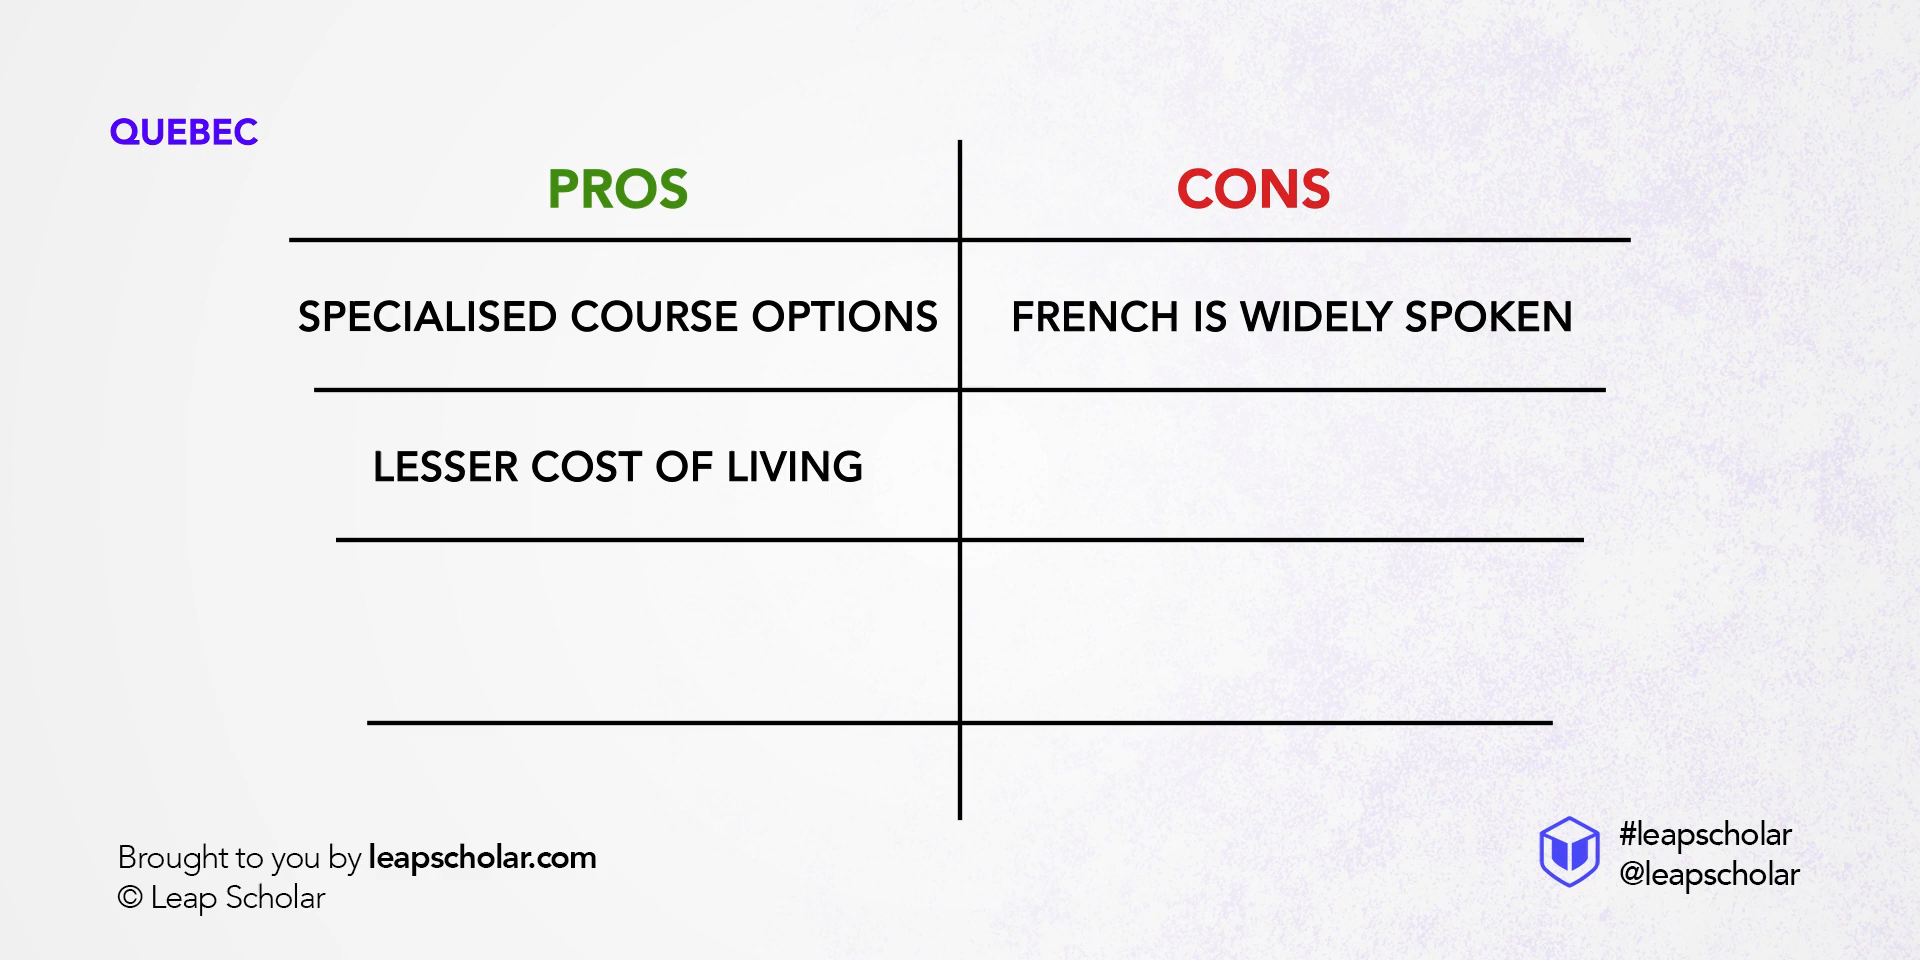 QUEBEC
PROS
CONS
SPECIALISED COURSE OPTIONS
FRENCH IS WIDELY SPOKEN
LESSER COST OF LIVING
Brought to you by leapscholar.com
© Leap Scholar
#leapscholar
@leapscholar